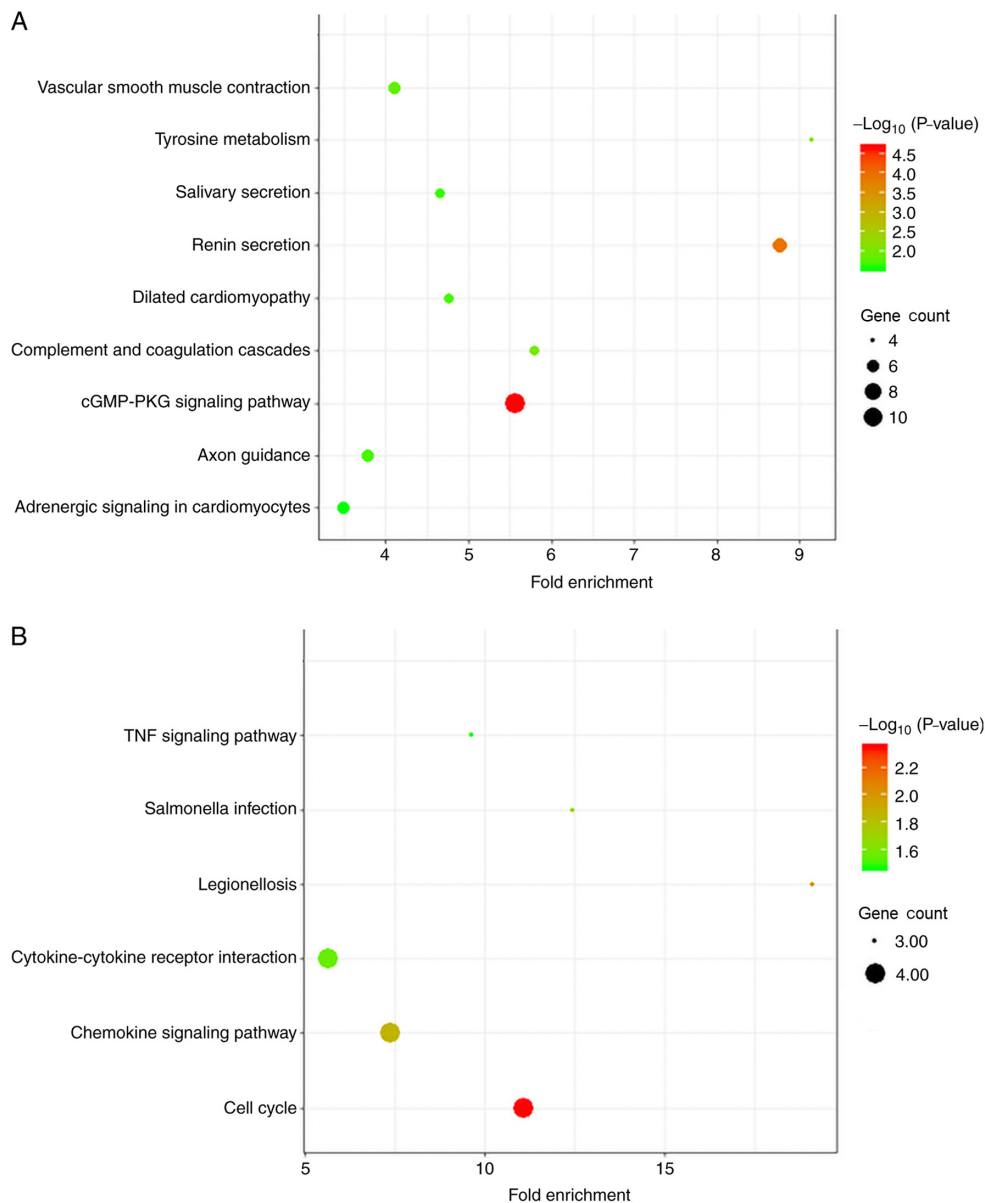 A
Vascular smooth muscle contraction
Tyrosine metabolism
Salivary secretion
Renin secretion
Dilated cardiomyopathy
Complement and coagulation cascades
cGMP-PKG signaling pathway
Axon guidance
Adrenergic signaling in cardiomyocytes
4 5 6 7 8 9
Fold enrichment
−Log10 (P-value)
4.5
4.0
3.5
3.0
2.5
2.0
Gene count
4
6
8
10
B
TNF signaling pathway
Salmonella infection
Legionellosis
Cytokine-cytokine receptor interaction
Chemokine signaling pathway
Cell cycle
5 10 15
Fold enrichment
−Log10 (P-value)
2.2
2.0
1.8
1.6
Gene count
3.00
4.00